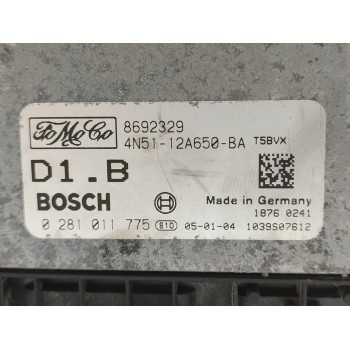 FoMoCo 8692329
4N51-12A650-BA T5BVX
D1.B
BOSCH Made in Germany
1876 0241
0 281 011 775 810 05-01-04 1039S07612